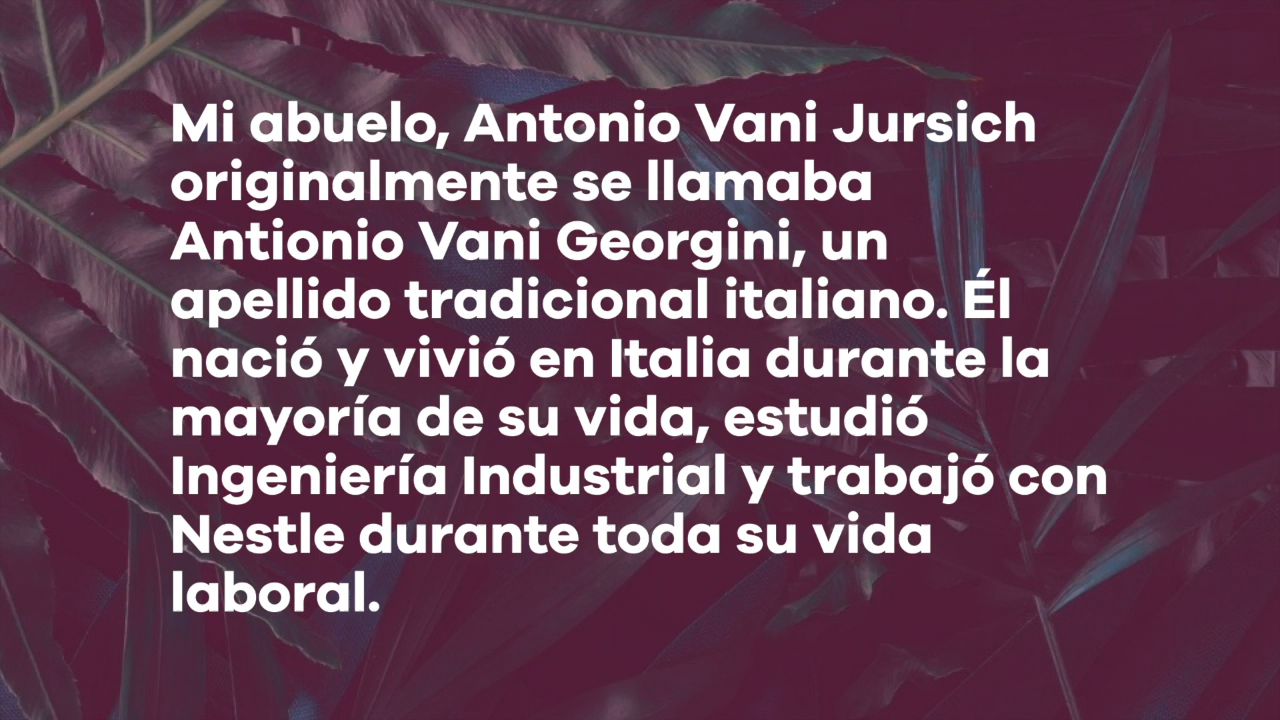 Mi abuelo, Antonio Vani Jursich
originalmente se llamaba
Antionio Vani Georgini, un
apellido tradicional italiano. Él
nació y vivió en Italia durante la
mayoría de su vida, estudió
Ingeniería Industrial y trabajó con
Nestle durante toda su vida
laboral.